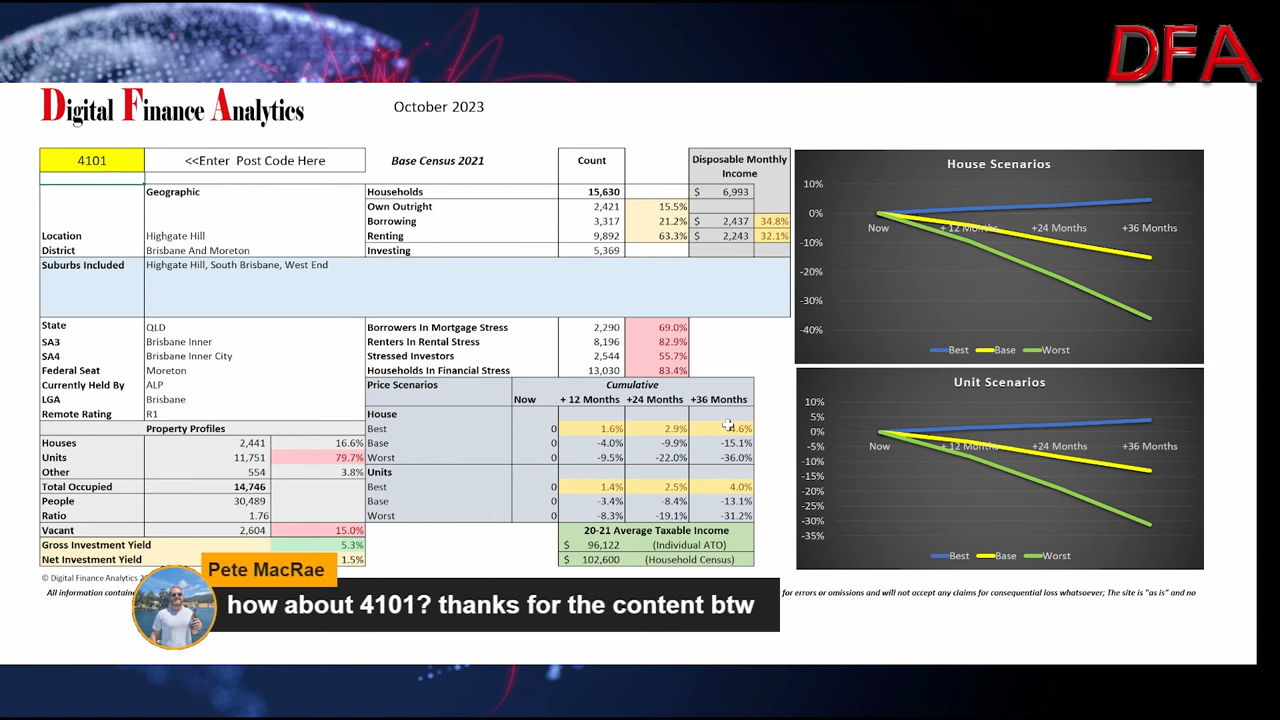 DFA
Digital Finance Analytics October 2023
4101 <<Enter Post Code Here Base Census 2021 Count Disposable Monthly Income
Geographic Households 15,630 $ 6,993
Own Outright 2,421 15.5%
Borrowing 3,317 21.2% $ 2,437 34.8%
Location Highgate Hill Renting 9,892 63.3% $ 2,243 32.1%
District Brisbane And Moreton Investing 5,369
Suburbs Included Highgate Hill, South Brisbane, West End
State QLD Borrowers In Mortgage Stress 2,290 69.0%
SA3 Brisbane Inner Renters In Rental Stress 8,196 82.9%
SA4 Brisbane Inner City Stressed Investors 2,544 55.7%
Federal Seat Moreton Households In Financial Stress 13,030 83.4%
Currently Held By ALP Price Scenarios Cumulative
LGA Brisbane Now + 12 Months +24 Months +36 Months
Remote Rating R1 House
Property Profiles Best 0 1.6% 2.9% .6%
Houses 2,441 16.6% Base 0 -4.0% -9.9% -15.1%
Units 11,751 79.7% Worst 0 -9.5% -22.0% -36.0%
Other 554 3.8% Units
Total Occupied 14,746 Best 0 1.4% 2.5% 4.0%
People 30,489 Base 0 -3.4% -8.4% -13.1%
Ratio 1.76 Worst 0 -8.3% -19.1% -31.2%
Vacant 2,604 15.0% 20-21 Average Taxable Income
Gross Investment Yield 5.3% $ 96,122 (Individual ATO)
Net Investment Yield 1.5% $ 102,600 (Household Census)
© Digital Finance Analytics
All information for errors or omissions and will not accept any claims for consequential loss whatsoever; The site is "as is" and no
House Scenarios
10%
0%
-10%
-20%
-30%
-40%
Now + 12 Months +24 Months +36 Months
Best Base Worst
Unit Scenarios
10%
5%
0%
-5%
-10%
-15%
-20%
-25%
-30%
-35%
Now + 12 Months +24 Months +36 Months
Best Base Worst
Pete MacRae
how about 4101? thanks for the content btw